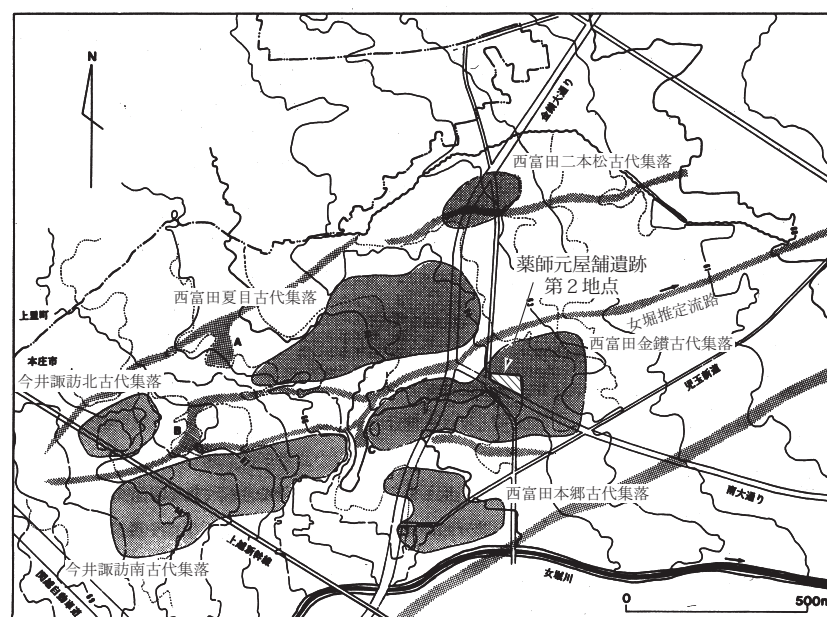 N
金鑚大通り
西富田二本松古代集落
薬師元屋舗遺跡
第２地点
西富田夏目古代集落
女堀推定流路
上里町
A
西富田金鑚古代集落
本庄市
今井諏訪北古代集落
児玉新道
B
西富田本郷古代集落
南大通り
上越新幹線
今井諏訪南古代集落
関越自動車道
女堀川
0
500m